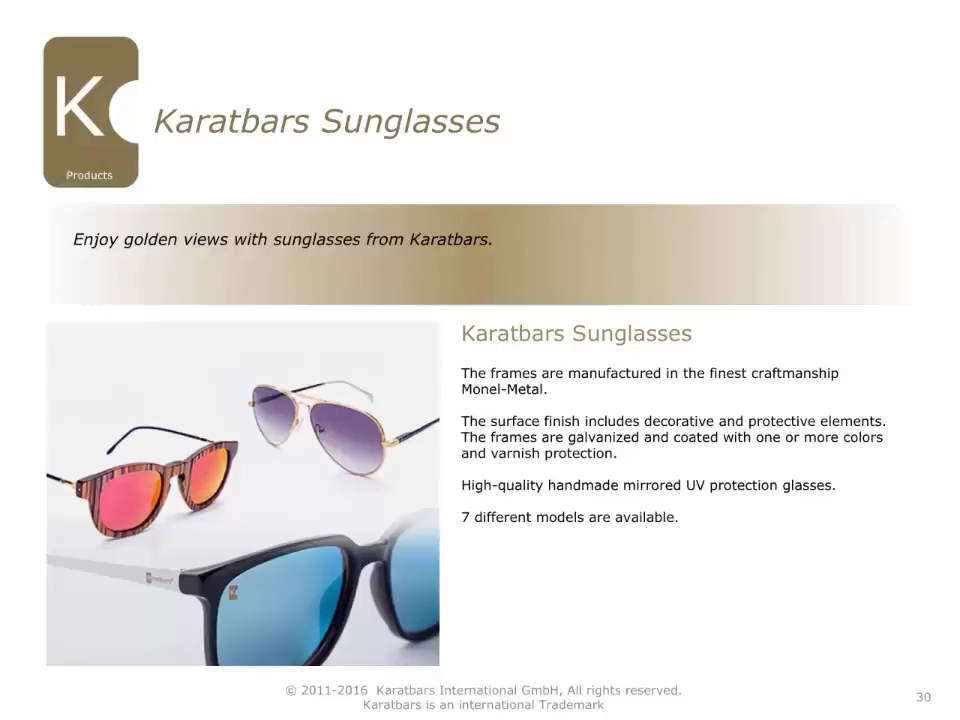 K
Products
Karatbars Sunglasses
Enjoy golden views with sunglasses from Karatbars.
Karatbars Sunglasses
The frames are manufactured in the finest craftmanship
Monel-Metal.
The surface finish includes decorative and protective elements.
The frames are galvanized and coated with one or more colors
and varnish protection.
High-quality handmade mirrored UV protection glasses.
7 different models are available.
K
© 2011-2016 Karatbars International GmbH, All rights reserved.
Karatbars is an international Trademark
30